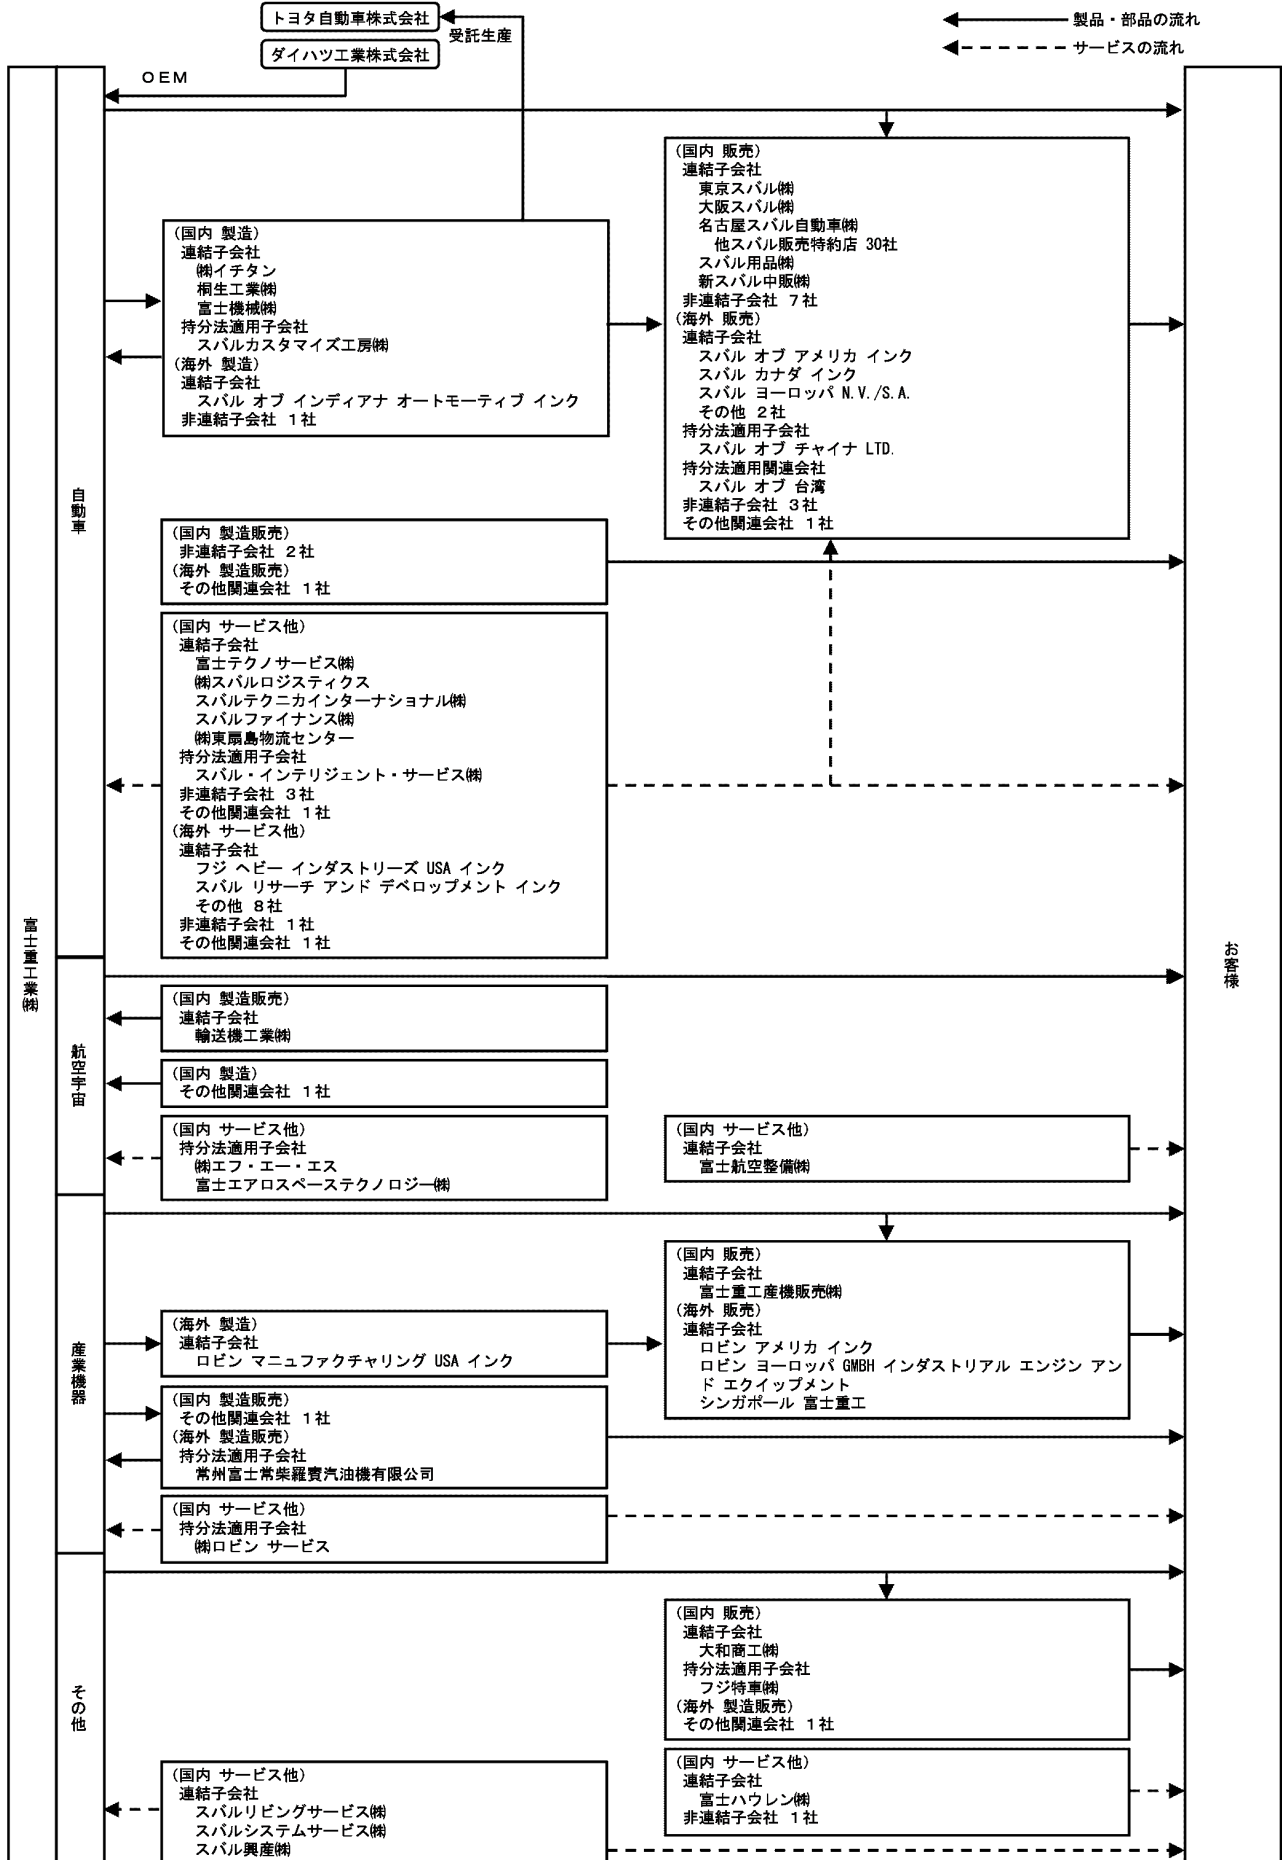 トヨタ自動車株式会社
受託生産
ダイハツ工業株式会社
製品・部品の流れ
サービスの流れ
OEM
富士重工業㈱
お客様
自動車
(国内 製造)
連結子会社
㈱イチタン
桐生工業㈱
富士機械㈱
持分法適用子会社
スバルカスタマイズ工房㈱
(海外 製造)
連結子会社
スバル オブ インディアナ オートモーティブ インク
非連結子会社 1社
(国内 販売)
連結子会社
東京スバル㈱
大阪スバル㈱
名古屋スバル自動車㈱
他スバル販売特約店 30社
スバル用品㈱
新スバル中販㈱
非連結子会社 7社
(海外 販売)
連結子会社
スバル オブ アメリカ インク
スバル カナダ インク
スバル ヨーロッパ N.V./S.A.
その他 2社
持分法適用子会社
スバル オブ チャイナ LTD.
持分法適用関連会社
スバル オブ 台湾
非連結子会社 3社
その他関連会社 1社
(国内 製造販売)
非連結子会社 2社
(海外 製造販売)
その他関連会社 1社
(国内 サービス他)
連結子会社
富士テクノサービス㈱
㈱スバルロジスティクス
スバルテクニカインターナショナル㈱
スバルファイナンス㈱
㈱東扇島物流センター
持分法適用子会社
スバル・インテリジェント・サービス㈱
非連結子会社 3社
その他関連会社 1社
(海外 サービス他)
連結子会社
フジ ヘビー インダストリーズ USA インク
スバル リサーチ アンド デベロップメント インク
その他 8社
非連結子会社 1社
その他関連会社 1社
航空宇宙
(国内 製造販売)
連結子会社
輸送機工業㈱
(国内 製造)
その他関連会社 1社
(国内 サービス他)
持分法適用子会社
㈱エフ・エー・エス
富士エアロスペーステクノロジー㈱
(国内 サービス他)
連結子会社
富士航空整備㈱
産業機器
(国内 販売)
連結子会社
富士重工産機販売㈱
(海外 販売)
連結子会社
ロビン アメリカ インク
ロビン ヨーロッパ GMBH インダストリアル エンジン アン
ド エクイップメント
シンガポール 富士重工
(海外 製造)
連結子会社
ロビン マニュファクチャリング USA インク
(国内 製造販売)
その他関連会社 1社
(海外 製造販売)
持分法適用子会社
常州富士常柴羅賓汽油機有限公司
(国内 サービス他)
持分法適用子会社
㈱ロビン サービス
その他
(国内 販売)
連結子会社
大和商工㈱
持分法適用子会社
フジ特車㈱
(海外 製造販売)
その他関連会社 1社
(国内 サービス他)
連結子会社
富士ハウレン㈱
非連結子会社 1社
(国内 サービス他)
連結子会社
スバルリビングサービス㈱
スバルシステムサービス㈱
スバル興産㈱